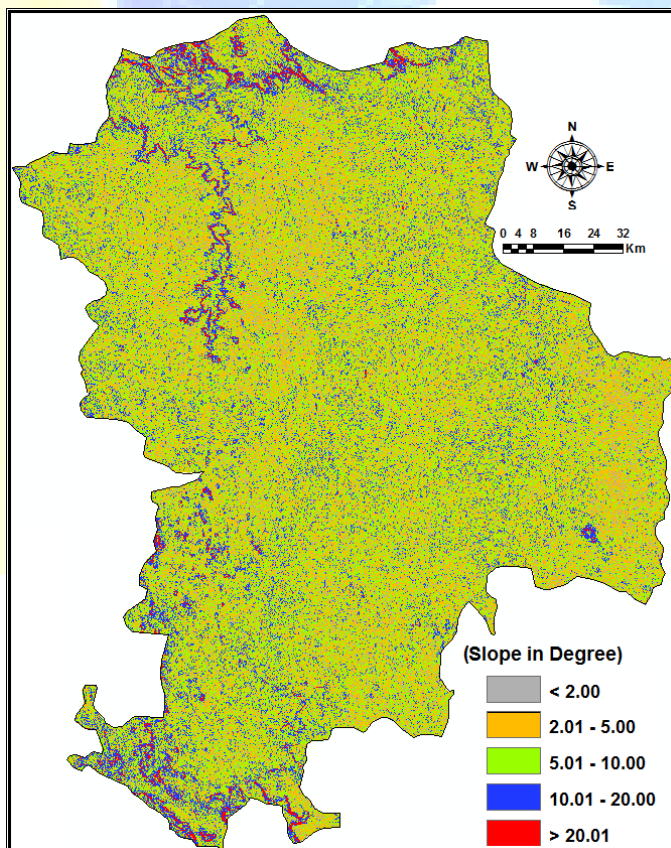 N
W E
S
0 4 8 16 24 32
Km
(Slope in Degree)
< 2.00
2.01 - 5.00
5.01 - 10.00
10.01 - 20.00
> 20.01